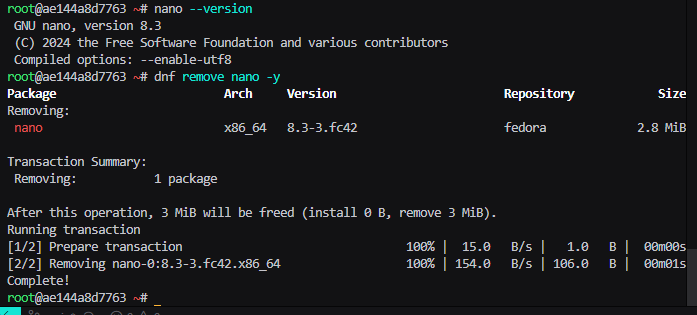 root@ae144a8d7763 ~# nano --version
GNU nano, version 8.3
(C) 2024 the Free Software Foundation and various contributors
Compiled options: --enable-utf8
root@ae144a8d7763 ~# dnf remove nano -y
Package Arch Version Repository Size
Removing:
nano x86_64 8.3-3.fc42 fedora 2.8 MiB
Transaction Summary:
Removing: 1 package
After this operation, 3 MiB will be freed (install 0 B, remove 3 MiB).
Running transaction
[1/2] Prepare transaction 100% | 15.0 B/s | 1.0 B | 00m00s
[2/2] Removing nano-0:8.3-3.fc42.x86_64 100% | 154.0 B/s | 106.0 B | 00m01s
Complete!
root@ae144a8d7763 ~# _